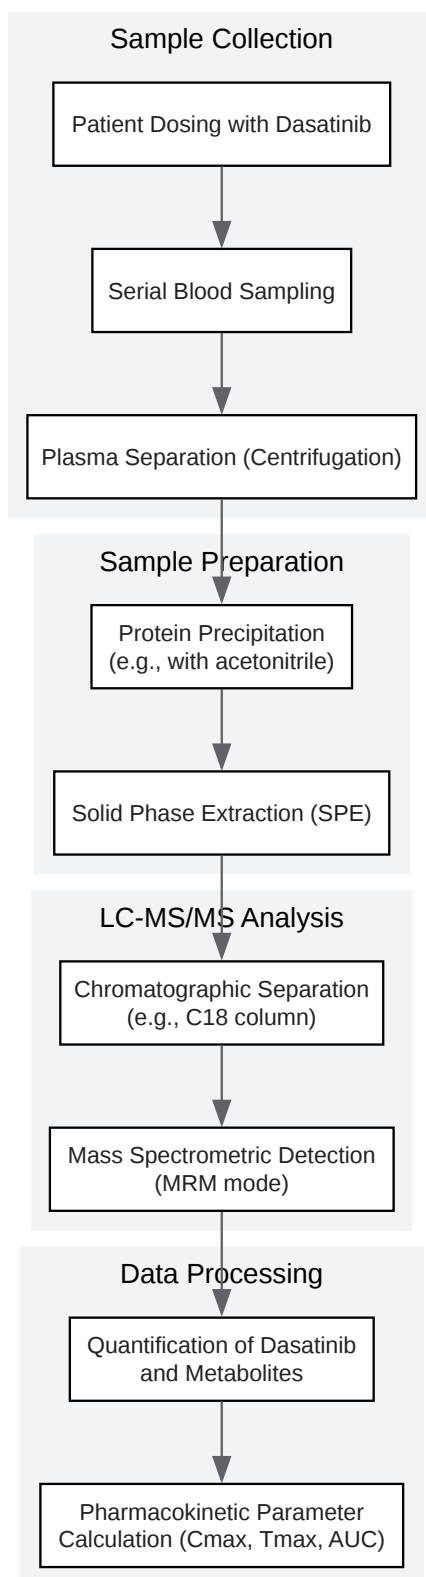 Sample Collection
Patient Dosing with Dasatinib
Serial Blood Sampling
Plasma Separation (Centrifugation)
Sample Preparation
Protein Precipitation
(e.g., with acetonitrile)
Solid Phase Extraction (SPE)
LC-MS/MS Analysis
Chromatographic Separation
(e.g., C18 column)
Mass Spectrometric Detection
(MRM mode)
Data Processing
Quantification of Dasatinib
and Metabolites
Pharmacokinetic Parameter
Calculation (Cmax, Tmax, AUC)